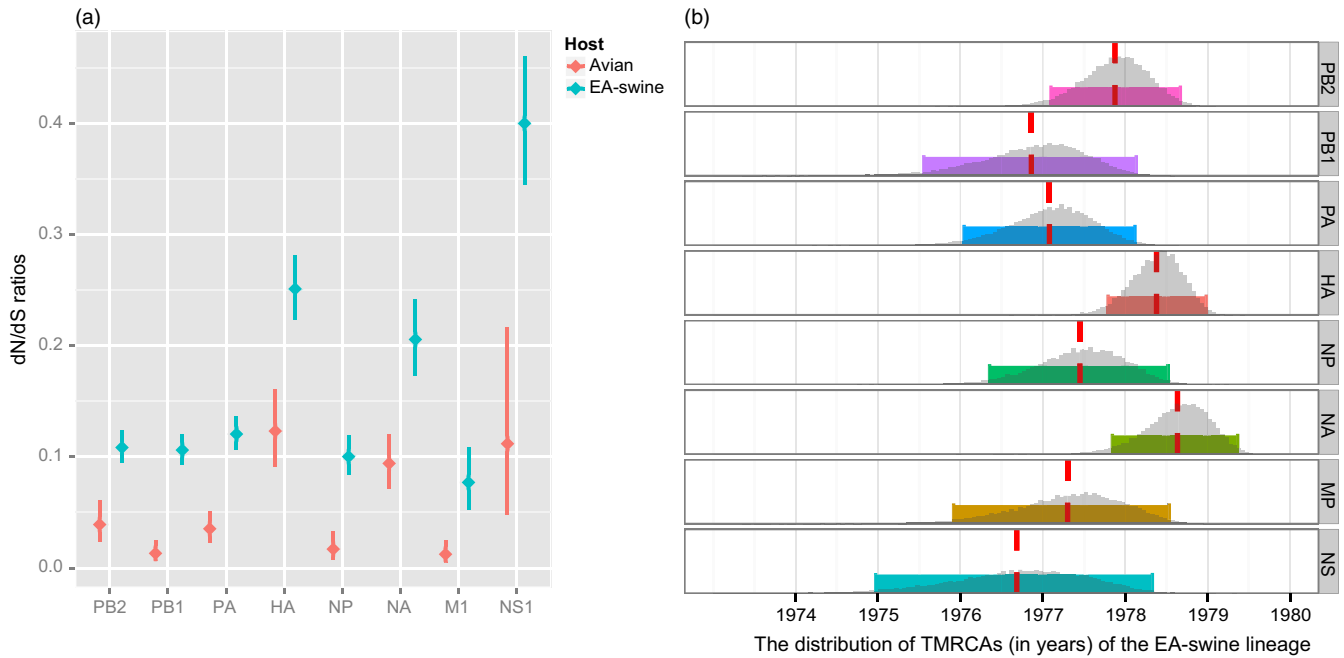 (a)
Host
Avian
EA-swine
dN/dS ratios
0.4
0.3
0.2
0.1
0.0
PB2 PB1 PA HA NP NA M1 NS1
(b)
PB2
PB1
PA
HA
NP
NA
MP
NS
1974 1975 1976 1977 1978 1979 1980
The distribution of TMRCAs (in years) of the EA-swine lineage